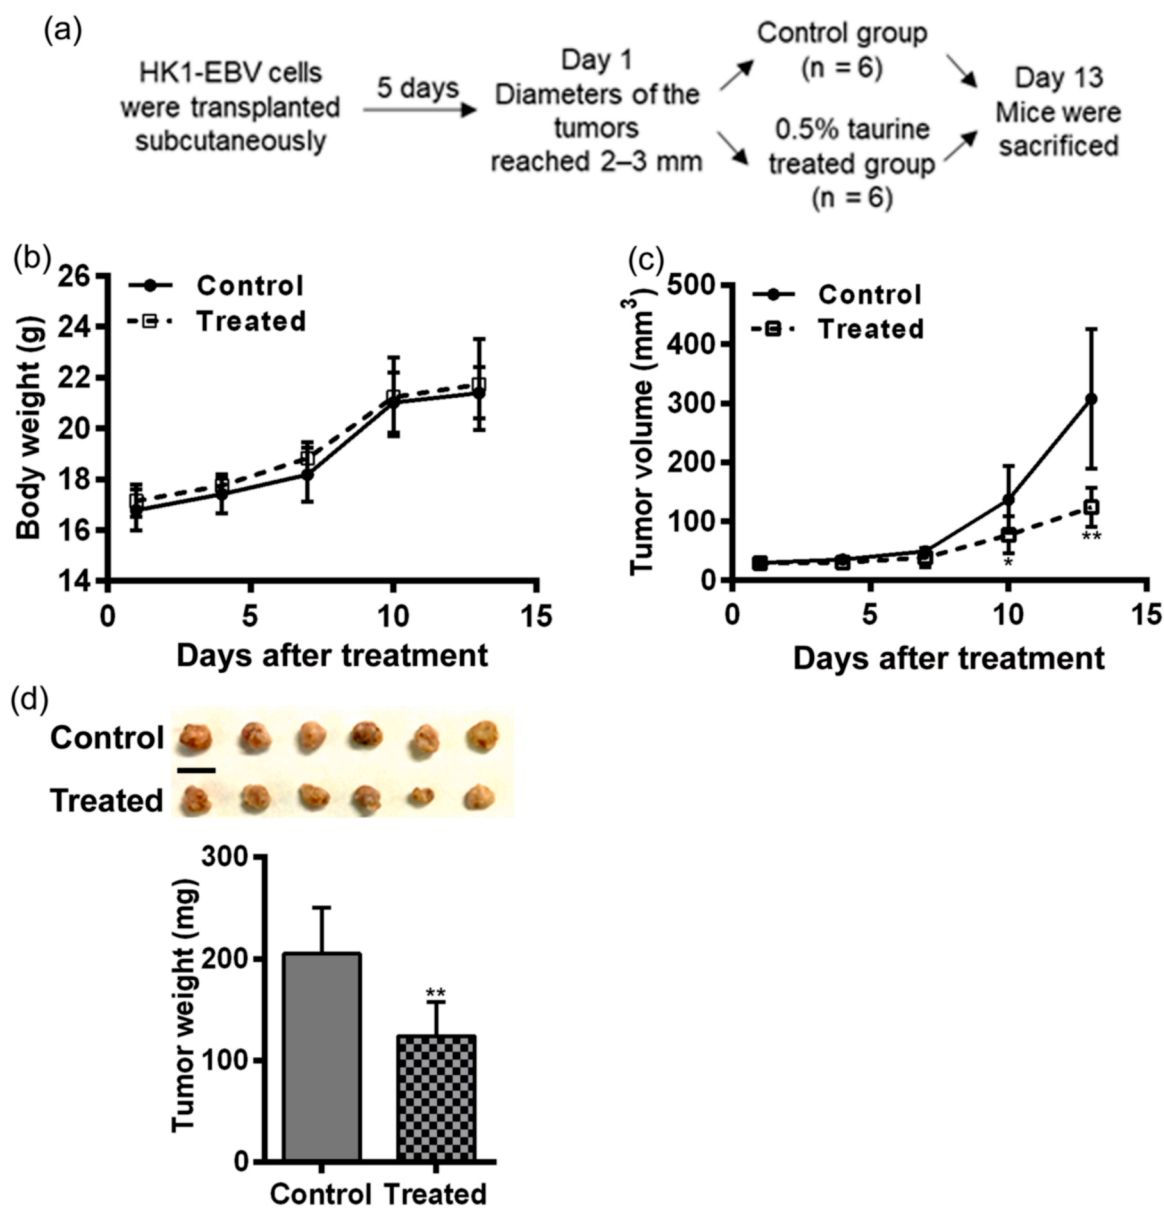 (a)
HK1-EBV cells
were transplanted
subcutaneously
5 days
Day 1
Diameters of the
tumors
reached 2–3 mm
Control group
(n = 6)
0.5% taurine
treated group
(n = 6)
Day 13
Mice were
sacrificed
(b)
Body weight (g)
26
24
22
20
18
16
14
Control
Treated
0
5
10
15
Days after treatment
(c)
Tumor volume (mm³)
500
400
300
200
100
0
Control
Treated
*
**
0
5
10
15
Days after treatment
(d)
Control
Treated
Tumor weight (mg)
300
200
100
0
**
Control Treated